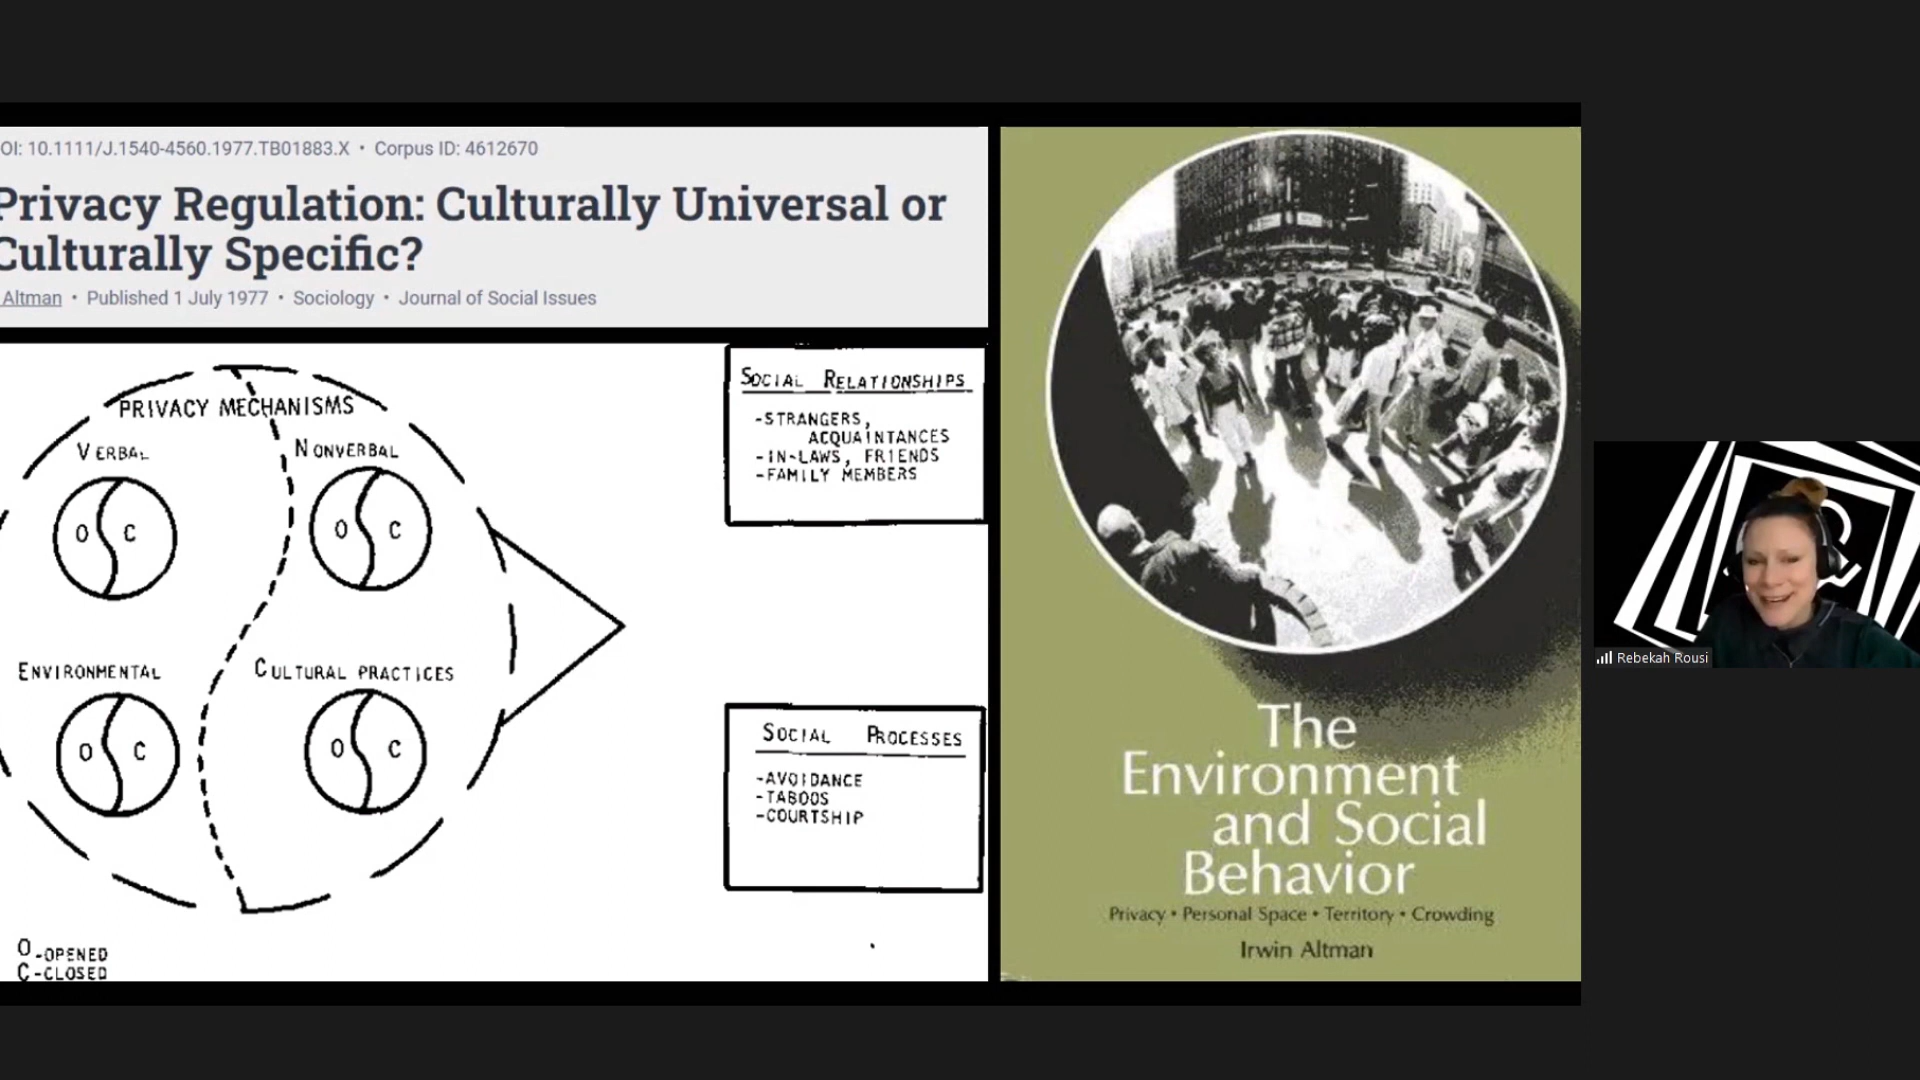 OI: 10.1111/J.1540-4560.1977.TB01883.X • Corpus ID: 4612670
Privacy Regulation: Culturally Universal or
Culturally Specific?
Altman • Published 1 July 1977 • Sociology • Journal of Social Issues
PRIVACY MECHANISMS
VERBAL
NONVERBAL
O C
O C
ENVIRONMENTAL
CULTURAL PRACTICES
O C
O C
O-OPENED
C-CLOSED
SOCIAL RELATIONSHIPS
-STRANGERS,
ACQUAINTANCES
-IN-LAWS, FRIENDS
-FAMILY MEMBERS
SOCIAL PROCESSES
-AVOIDANCE
-TABOOS
-COURTSHIP
The
Environment
and Social
Behavior
Privacy • Personal Space • Territory • Crowding
Irwin Altman
Rebekah Rousi